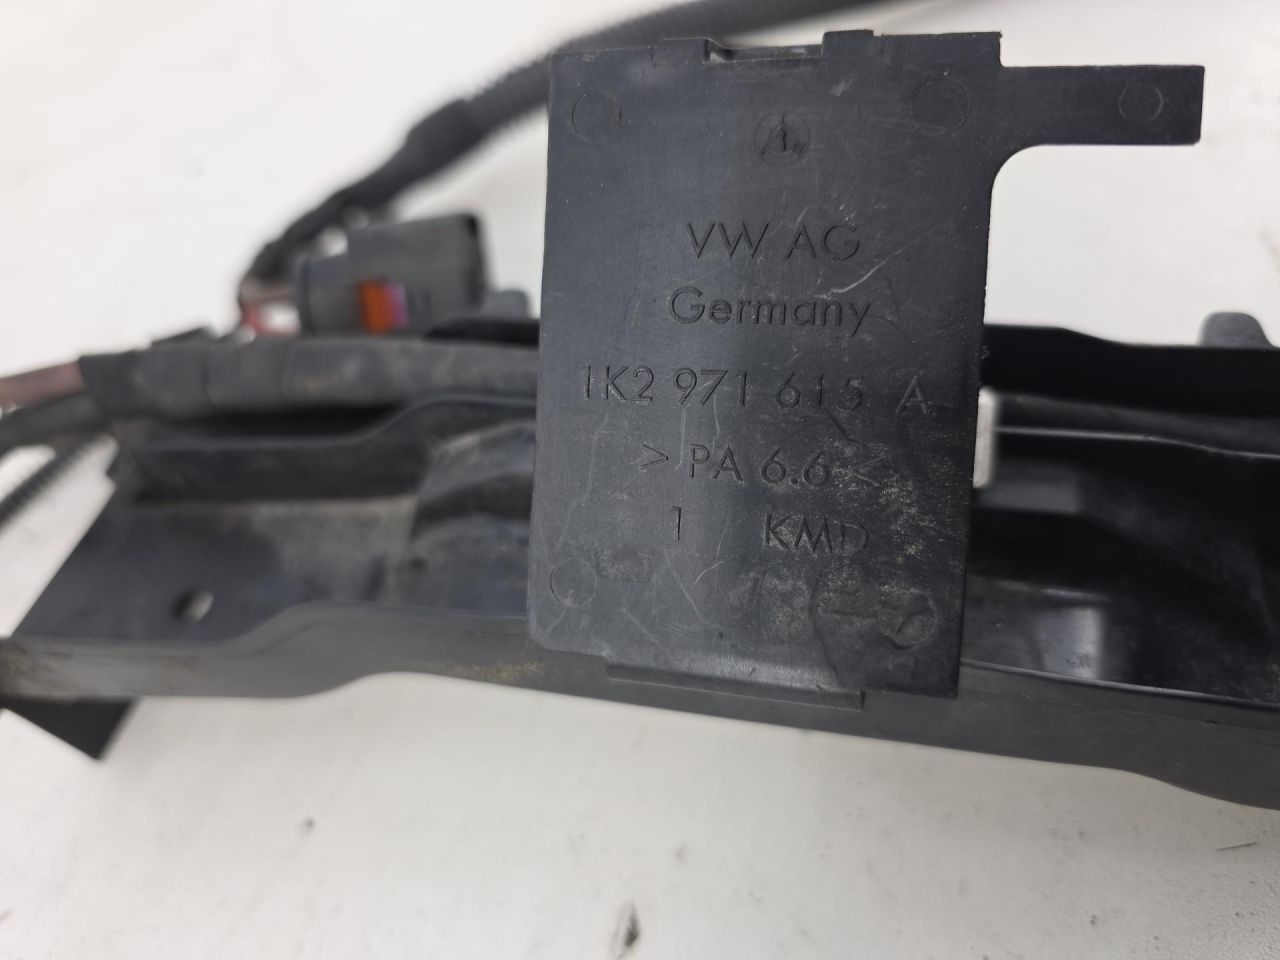 VW AG
Germany
1K2 971 615 A
> PA 6.6 <
1 KMD